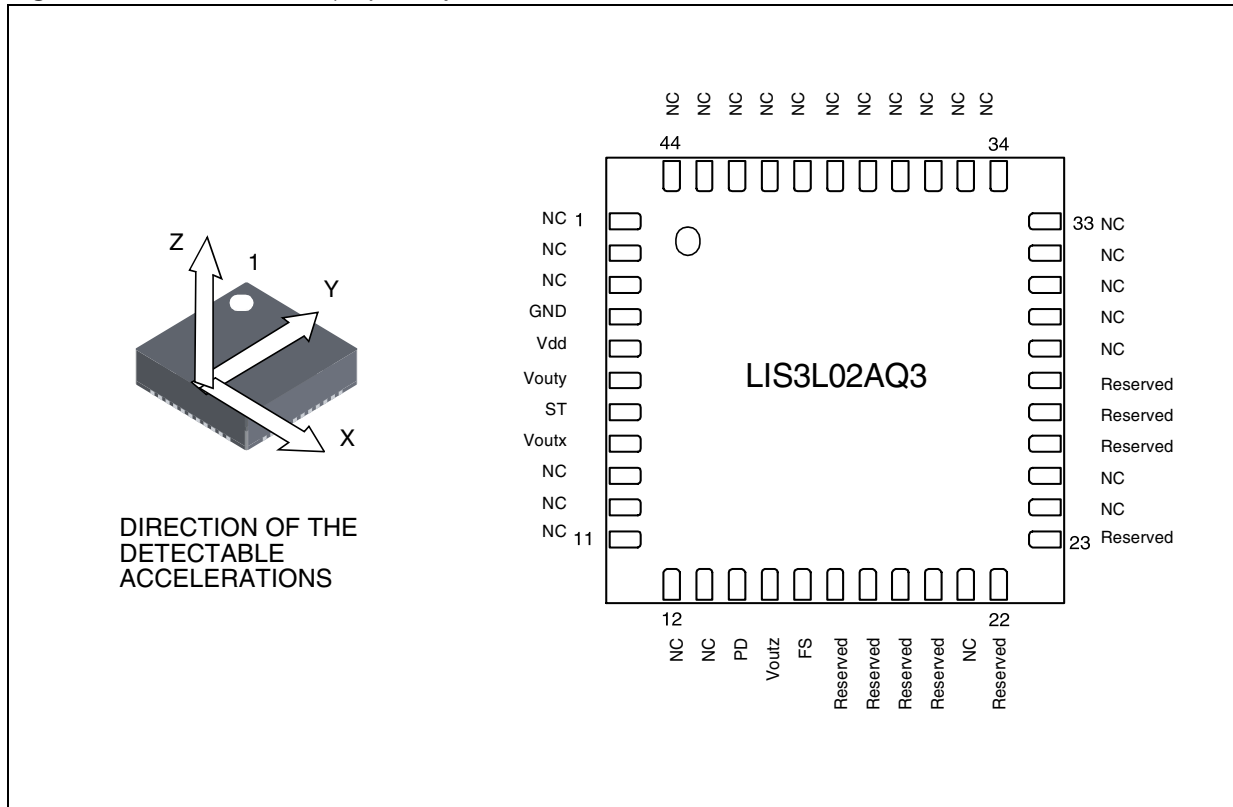 Z
1
Y
X
DIRECTION OF THE
DETECTABLE
ACCELERATIONS
NC NC NC NC NC NC NC NC NC NC NC
44 34
NC 1
NC
NC
GND
Vdd
Vouty
ST
Voutx
NC
NC
NC 11
LIS3L02AQ3
33 NC
NC
NC
NC
NC
Reserved
Reserved
Reserved
NC
NC
23 Reserved
12 22
NC NC PD Voutz FS Reserved Reserved Reserved Reserved NC Reserved